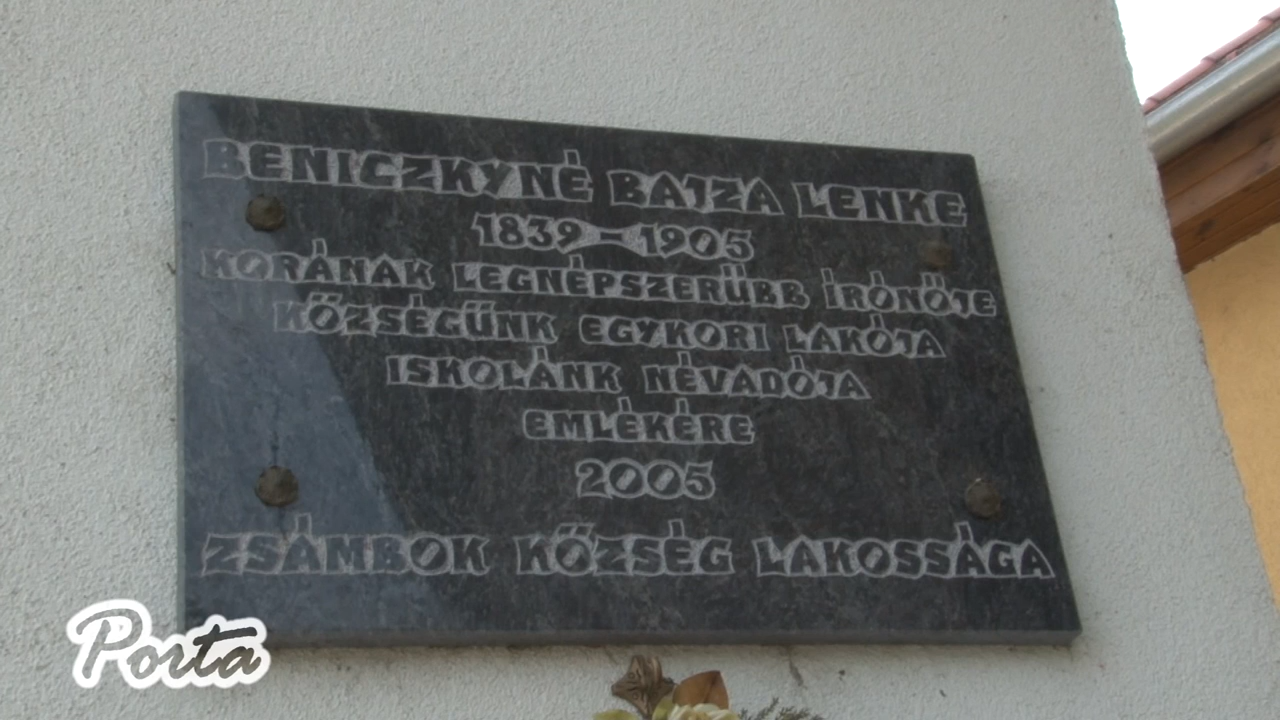 BENICZKYNÉ BAJZA LENKE
1839 - 1905
KORÁNAK LEGNÉPSZERŰBB ÍRÓNŐJE
KÖZSÉGÜNK EGYKORI LAKÓJA
ISKOLÁNK NÉVADÓJA
EMLÉKÉRE
2005
ZSÁMBOK KÖZSÉG LAKOSSÁGA
Porta